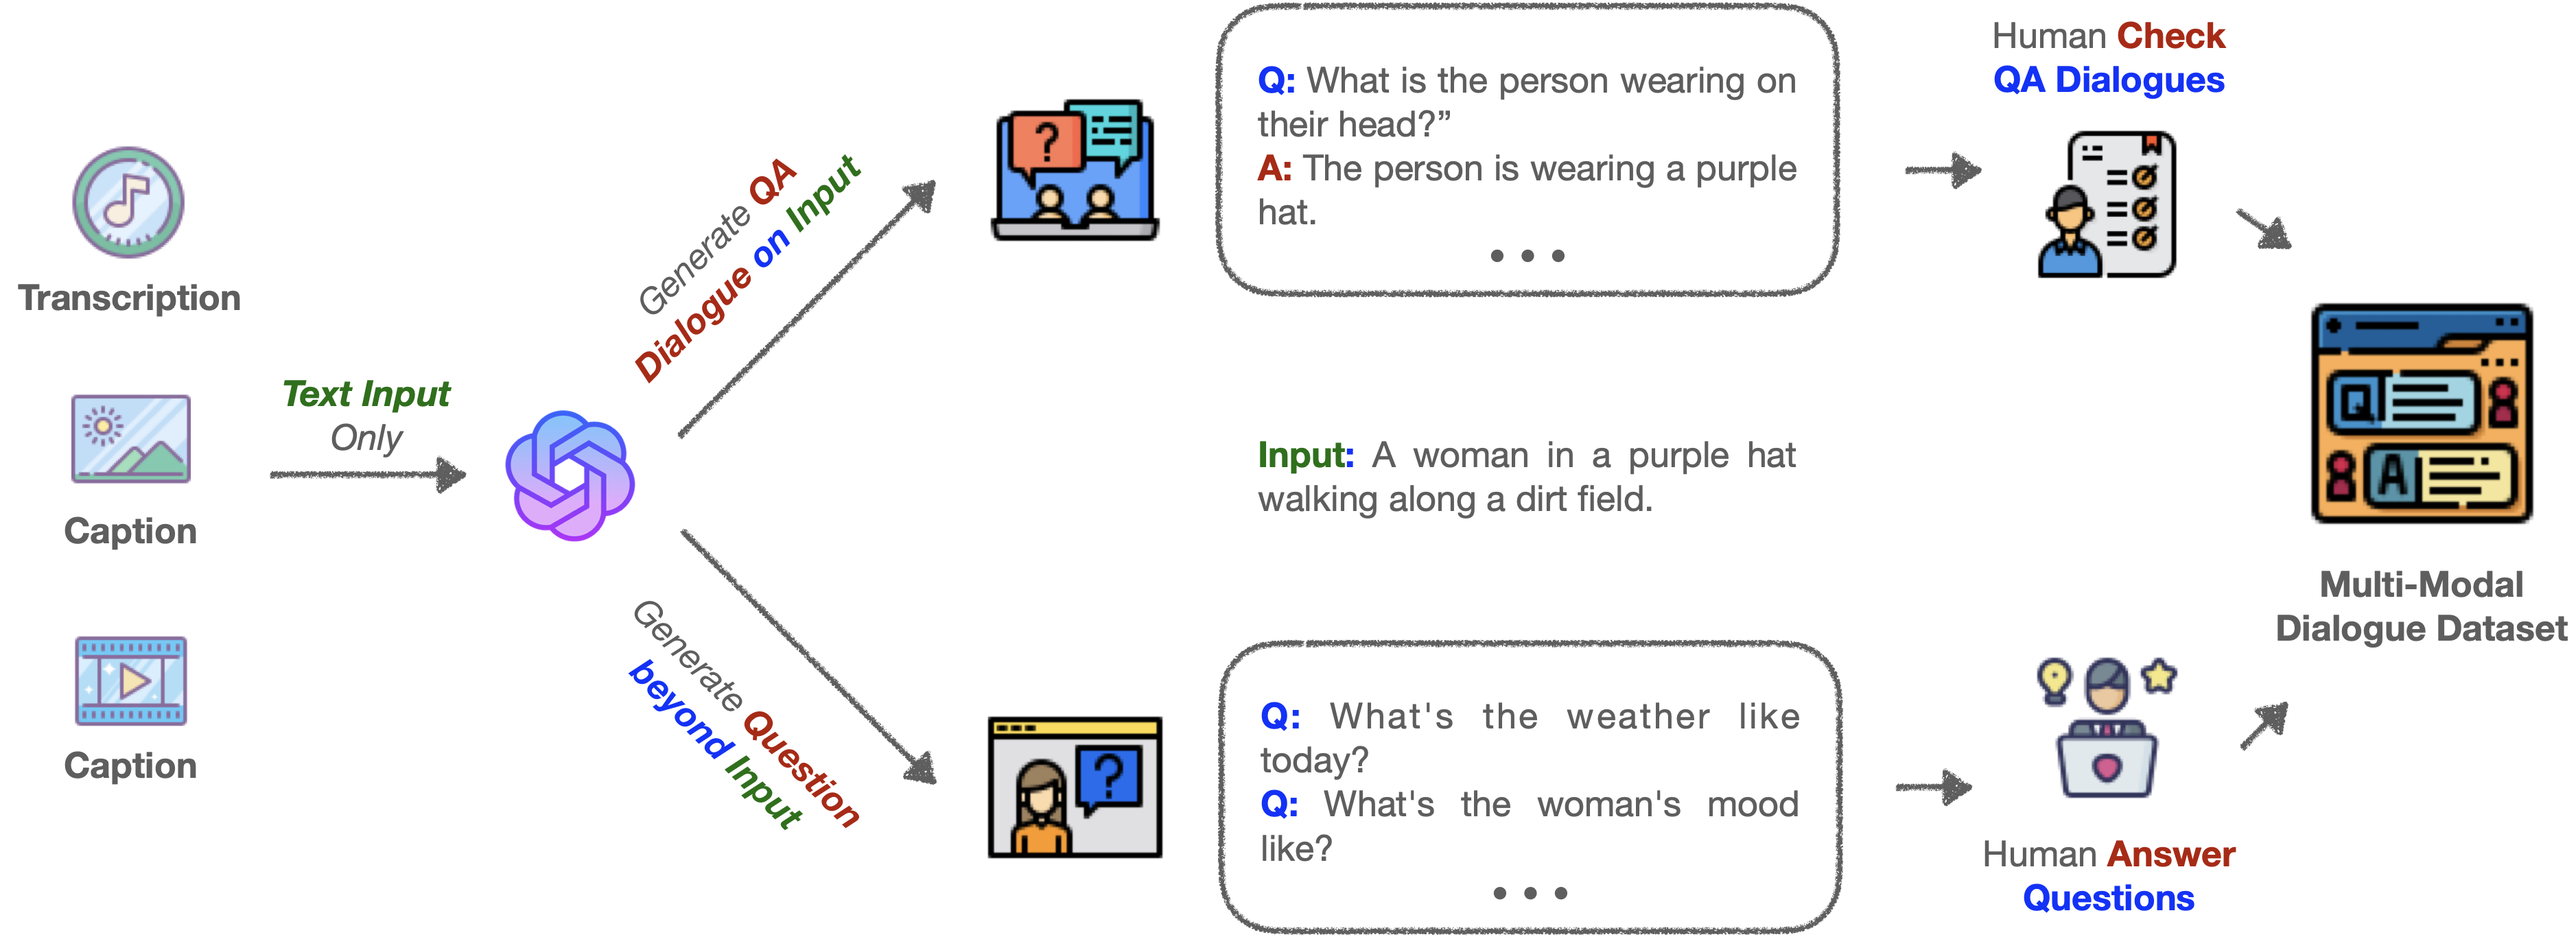 Transcription
Caption
Caption
Text Input
Only
Generate QA
Dialogue on Input
Generate Question
beyond Input
Q: What is the person wearing on
their head?”
A: The person is wearing a purple
hat.
• • •
Input: A woman in a purple hat
walking along a dirt field.
Q: What's the weather like
today?
Q: What's the woman's mood
like?
• • •
Human Check
QA Dialogues
Human Answer
Questions
Q
A
Multi-Modal
Dialogue Dataset